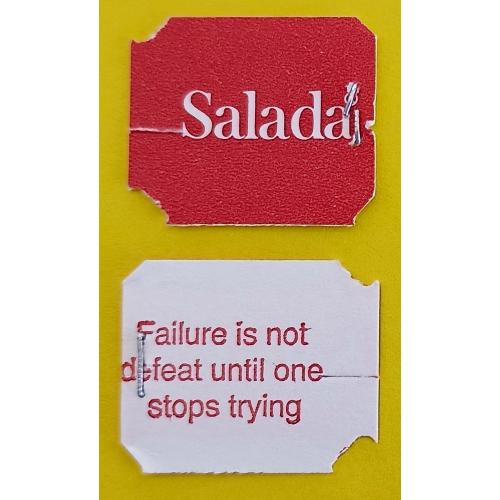 Salada
Failure is not
defeat until one
stops trying